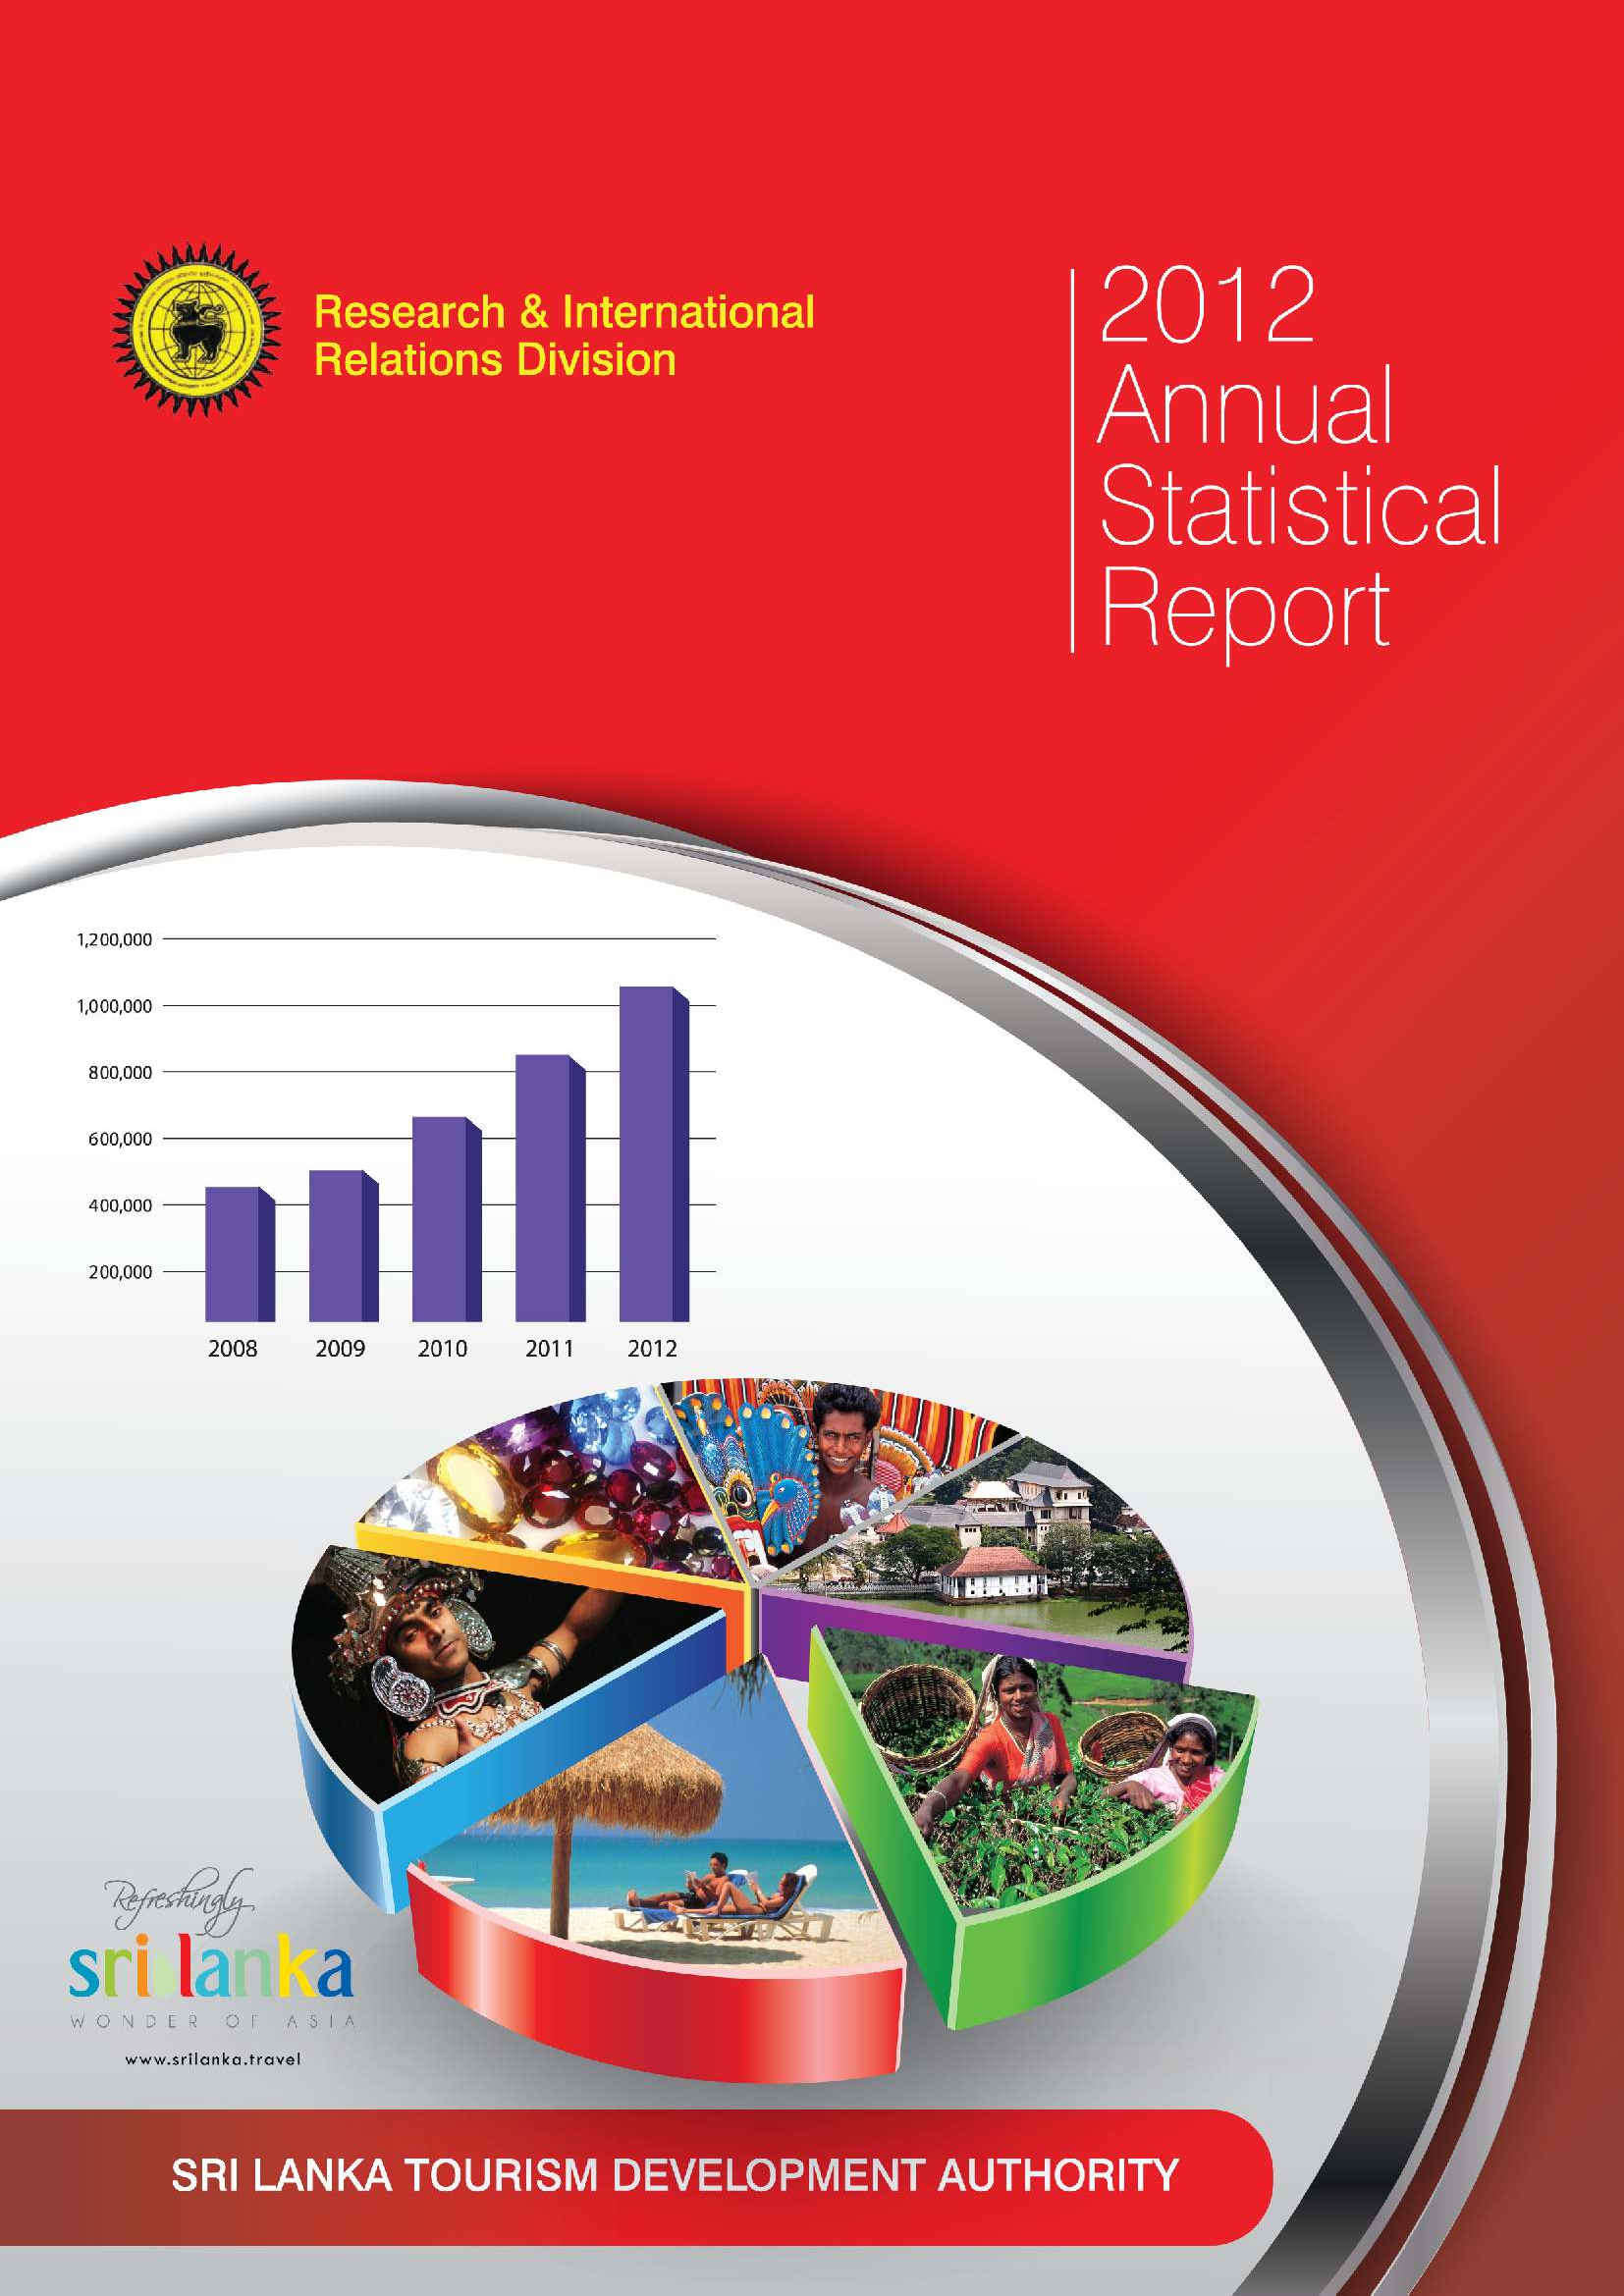 Research & International
Relations Division
2012
Annual
Statistical
Report
1,200,000
1,000,000
800,000
600,000
400,000
200,000
2008 2009 2010 2011 2012
Refreshingly
sri lanka
WONDER OF ASIA
www.srilanka.travel
SRI LANKA TOURISM DEVELOPMENT AUTHORITY